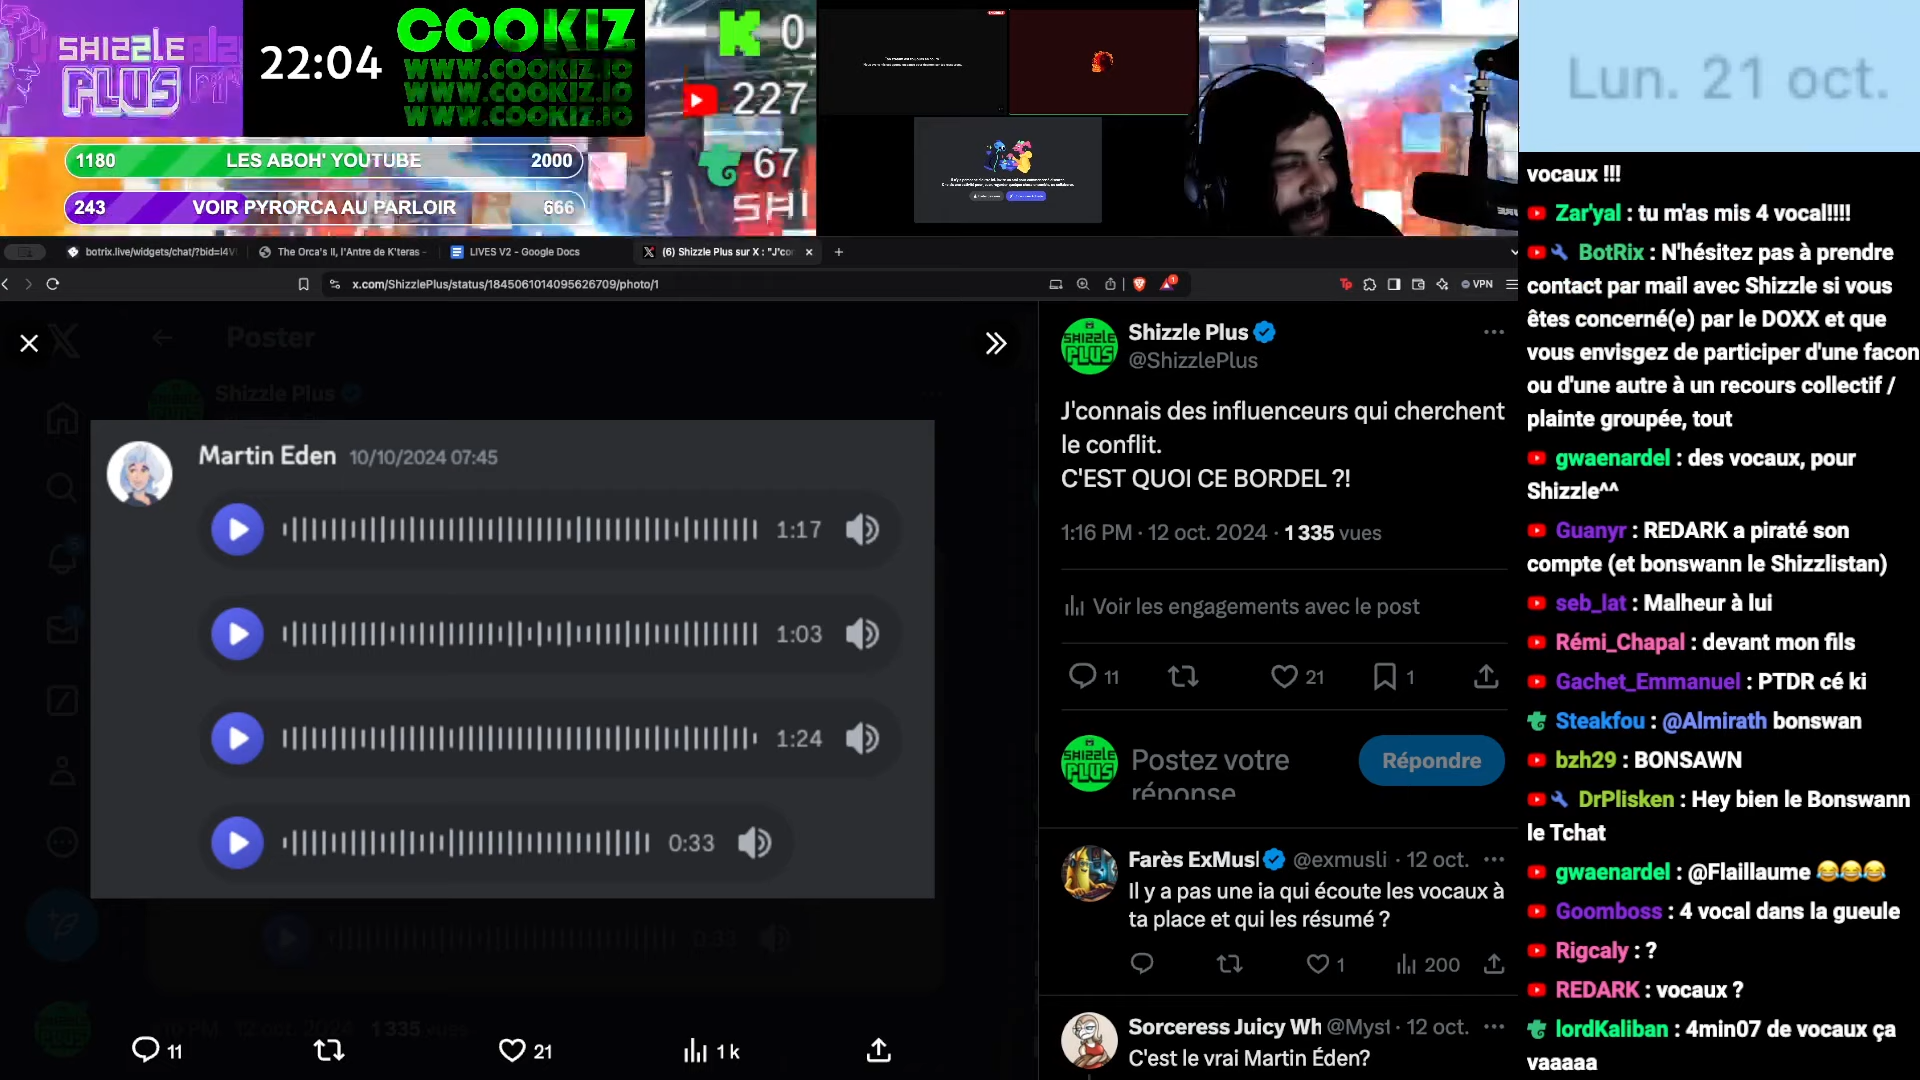 SHIZZLE
PLUS
22:04
COOKIZ
WWW.COOKIZ.IO
WWW.COOKIZ.IO
WWW.COOKIZ.IO
0
227
67
SHI
1180 LES ABOH' YOUTUBE 2000
243 VOIR PYRORCA AU PARLOIR 666
Lun. 21 oct.
botrix.live/widgets/chat/?bid=I4V
The Orca's II, l'Antre de K'teras -
LIVES V2 - Google Docs
(6) Shizzle Plus sur X : "J'co
x.com/ShizzlePlus/status/1845061014095626709/photo/1
VPN
Poster
Shizzle Plus
Martin Eden 10/10/2024 07:45
1:17
1:03
1:24
0:33
0:33
12 oct. 2024 · 1 335 vues
11
21
1 k
Shizzle Plus
@ShizzlePlus
J'connais des influenceurs qui cherchent
le conflit.
C'EST QUOI CE BORDEL ?!
1:16 PM · 12 oct. 2024 · 1 335 vues
Voir les engagements avec le post
11
21
1
Postez votre
réponse
Répondre
Farès ExMusl @exmusli · 12 oct.
Il y a pas une ia qui écoute les vocaux à
ta place et qui les résumé ?
1
200
Sorceress Juicy Wh @Myst · 12 oct.
C'est le vrai Martin Éden?
vocaux !!!
Zar'yal : tu m'as mis 4 vocal!!!!
BotRix : N'hésitez pas à prendre
contact par mail avec Shizzle si vous
êtes concerné(e) par le DOXX et que
vous envisgez de participer d'une facon
ou d'une autre à un recours collectif /
plainte groupée, tout
gwaenardel : des vocaux, pour
Shizzle^^
Guanyr : REDARK a piraté son
compte (et bonswann le Shizzlistan)
seb_lat : Malheur à lui
Rémi_Chapal : devant mon fils
Gachet_Emmanuel : PTDR cé ki
Steakfou : @Almirath bonswan
bzh29 : BONSAWN
DrPlisken : Hey bien le Bonswann
le Tchat
gwaenardel : @Flaillaume 😂😂😂
Goomboss : 4 vocal dans la gueule
Rigcaly : ?
REDARK : vocaux ?
lordKaliban : 4min07 de vocaux ça
vaaaaa